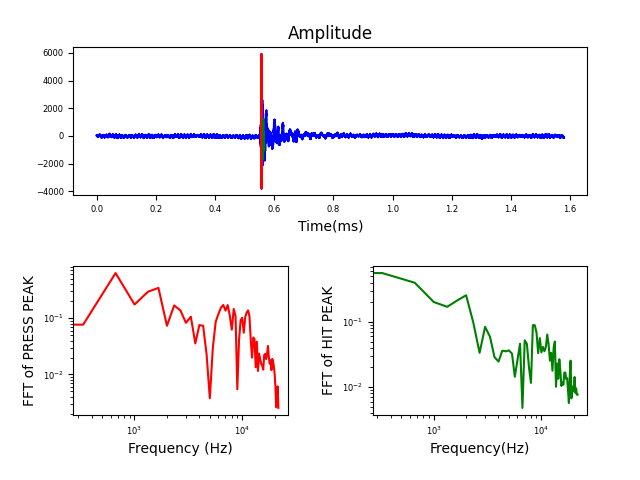 Amplitude
6000
4000
2000
0
−2000
−4000
0.0 0.2 0.4 0.6 0.8 1.0 1.2 1.4 1.6
Time(ms)
FFT of PRESS PEAK
10⁻¹
10⁻²
10³ 10⁴
Frequency (Hz)
FFT of HIT PEAK
10⁻¹
10⁻²
10³ 10⁴
Frequency(Hz)